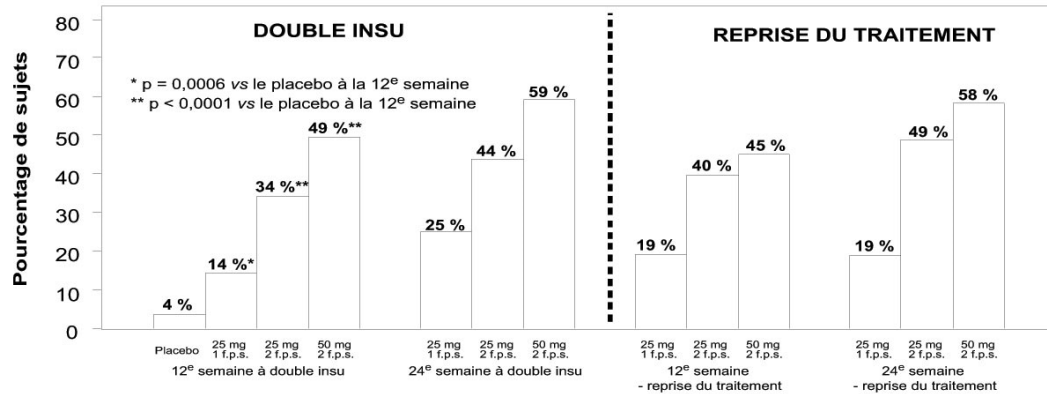 Pourcentage de sujets
80
70
60
50
40
30
20
10
0
DOUBLE INSU
* p = 0,0006 vs le placebo à la 12e semaine
** p < 0,0001 vs le placebo à la 12e semaine
4 %
14 %*
34 %**
49 %**
25 %
44 %
59 %
Placebo
25 mg
1 f.p.s.
25 mg
2 f.p.s.
50 mg
2 f.p.s.
12e semaine à double insu
25 mg
1 f.p.s.
25 mg
2 f.p.s.
50 mg
2 f.p.s.
24e semaine à double insu
REPRISE DU TRAITEMENT
19 %
40 %
45 %
19 %
49 %
58 %
25 mg
1 f.p.s.
25 mg
2 f.p.s.
50 mg
2 f.p.s.
12e semaine
- reprise du traitement
25 mg
1 f.p.s.
25 mg
2 f.p.s.
50 mg
2 f.p.s.
24e semaine
- reprise du traitement